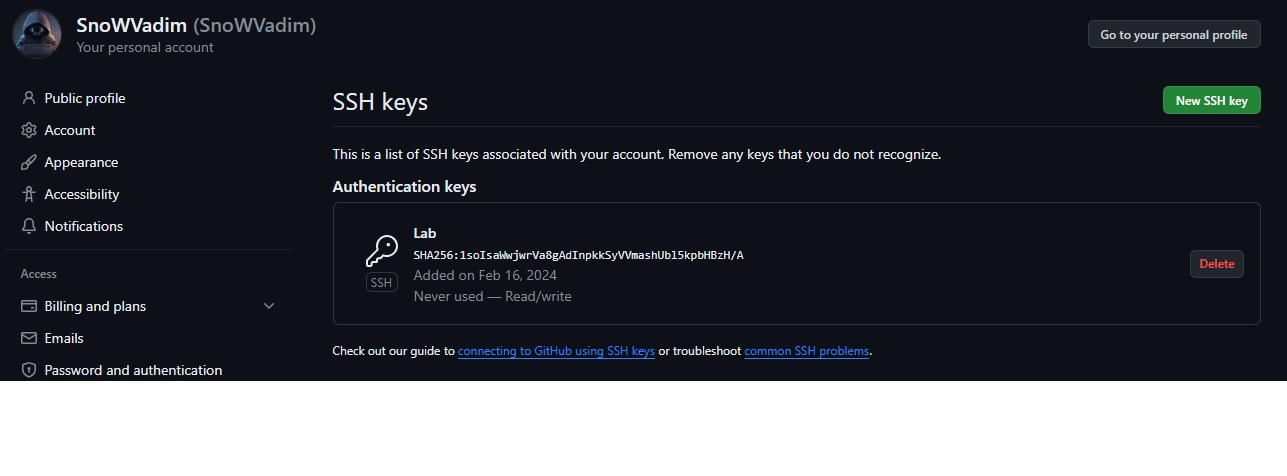 SnoWVadim (SnoWVadim)
Your personal account
Go to your personal profile
Public profile
Account
Appearance
Accessibility
Notifications
Access
Billing and plans
Emails
Password and authentication
SSH keys
New SSH key
This is a list of SSH keys associated with your account. Remove any keys that you do not recognize.
Authentication keys
Lab
SHA256:1soIsaWwjwrVa8gAdInpkkSyVVmashUbl5kpbHBzH/A
Added on Feb 16, 2024
Never used — Read/write
SSH
Delete
Check out our guide to connecting to GitHub using SSH keys or troubleshoot common SSH problems.